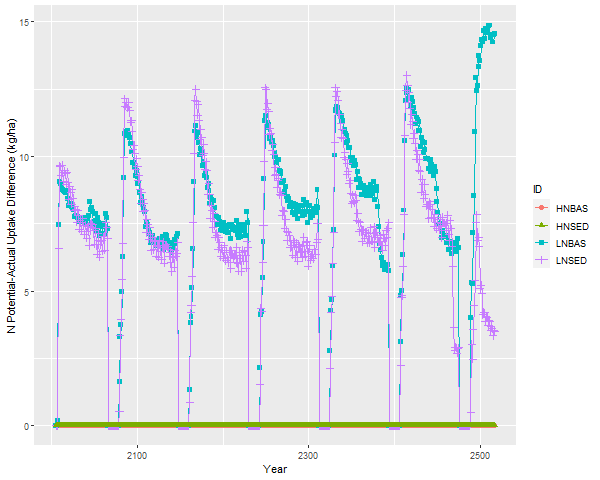 N Potential-Actual Uptake Difference (kg/ha)
15
10
5
0
2100
2300
2500
Year
ID
HNBAS
HNSED
LNBAS
LNSED